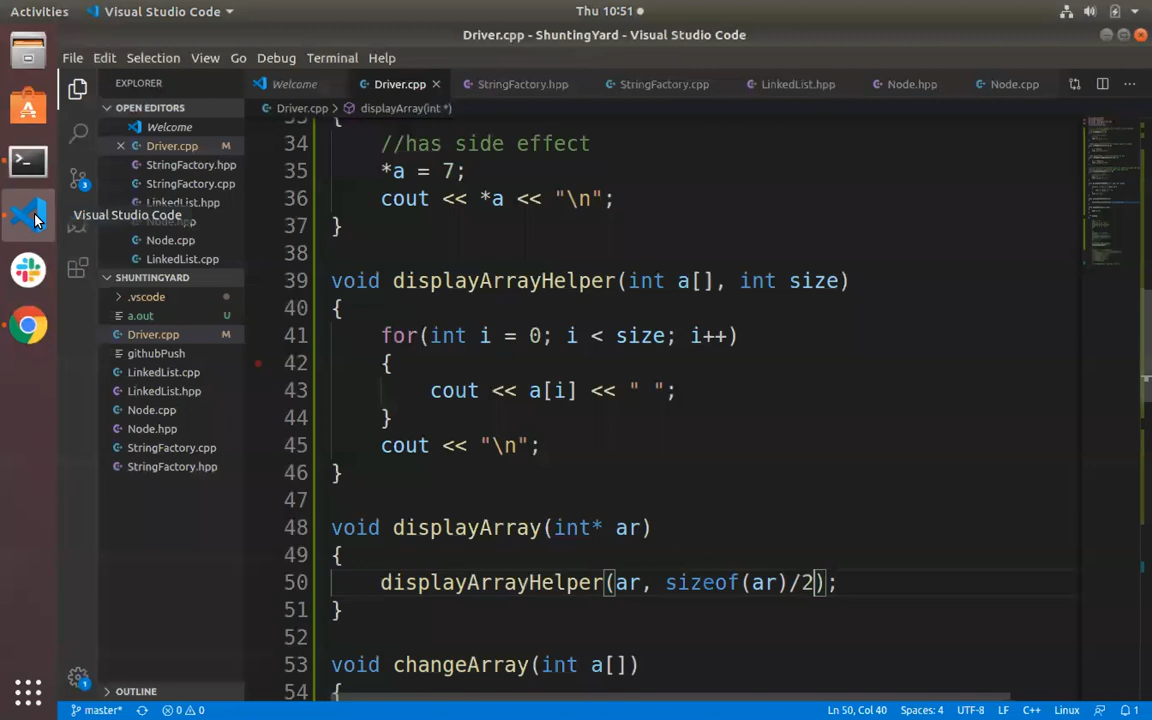 Activities Visual Studio Code Thu 10:51
Driver.cpp - ShuntingYard - Visual Studio Code
File Edit Selection View Go Debug Terminal Help
EXPLORER Welcome Driver.cpp StringFactory.hpp StringFactory.cpp LinkedList.hpp Node.hpp Node.cpp
OPEN EDITORS Driver.cpp > displayArray(int *)
Welcome
Driver.cpp M
StringFactory.hpp
StringFactory.cpp
LinkedList.hpp
Visual Studio Code
Node.cpp
LinkedList.cpp
SHUNTINGYARD
.vscode
a.out U
Driver.cpp M
githubPush
LinkedList.cpp
LinkedList.hpp
Node.cpp
Node.hpp
StringFactory.cpp
StringFactory.hpp
{
34 //has side effect
35 *a = 7;
36 cout << *a << "\n";
37 }
38
39 void displayArrayHelper(int a[], int size)
40 {
41 for(int i = 0; i < size; i++)
42 {
43 cout << a[i] << " ";
44 }
45 cout << "\n";
46 }
47
48 void displayArray(int* ar)
49 {
50 displayArrayHelper(ar, sizeof(ar)/2);
51 }
52
53 void changeArray(int a[])
54 {
3
1
OUTLINE
master* 0 0 Ln 50, Col 40 Spaces: 4 UTF-8 LF C++ Linux 1